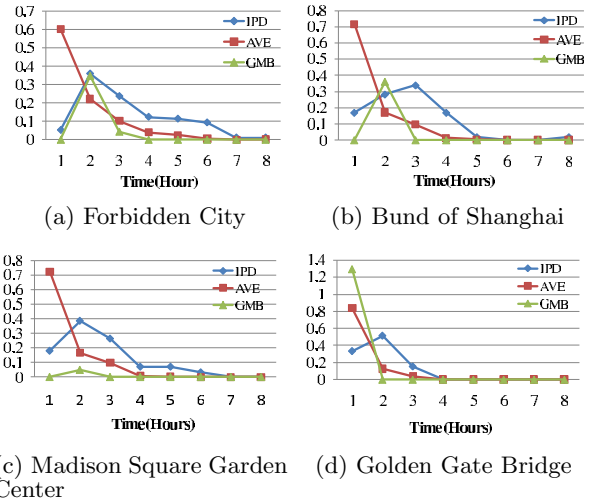 0.7
0.6
0.5
0.4
0.3
0.2
0.1
0
IPD
AVE
GMB
1 2 3 4 5 6 7 8
Time(Hour)
(a) Forbidden City
0.8
0.7
0.6
0.5
0.4
0.3
0.2
0.1
0
IPD
AVE
GMB
1 2 3 4 5 6 7 8
Time(Hours)
(b) Bund of Shanghai
0.8
0.7
0.6
0.5
0.4
0.3
0.2
0.1
0
IPD
AVE
GMB
1 2 3 4 5 6 7 8
Time(Hours)
(c) Madison Square Garden
Center
1.4
1.2
1
0.8
0.6
0.4
0.2
0
IPD
AVE
GMB
1 2 3 4 5 6 7 8
Time(Hours)
(d) Golden Gate Bridge